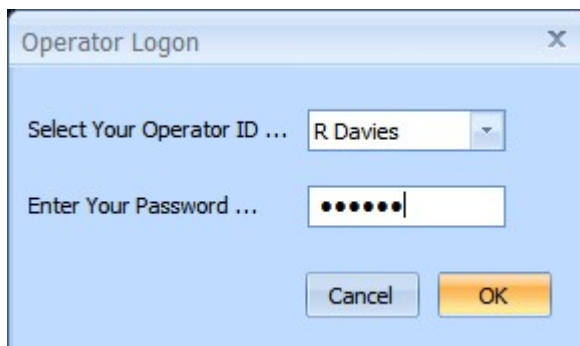 Operator Logon
Select Your Operator ID ... R Davies
Enter Your Password ... ●●●●●●
Cancel OK